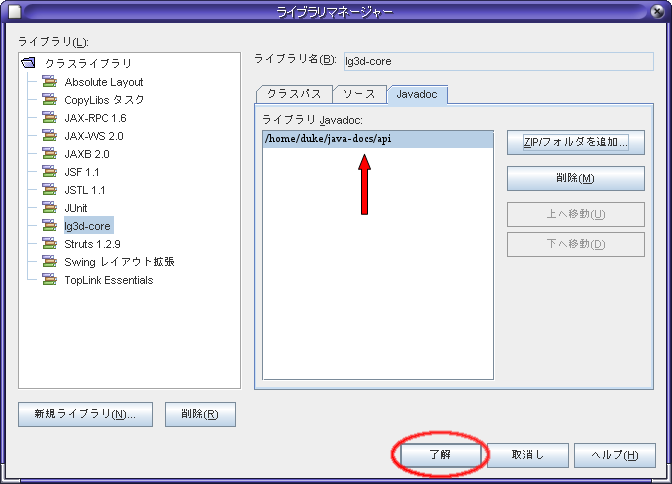 ライブラリマネージャー
ライブラリ(L):
クラスライブラリ
Absolute Layout
CopyLibs タスク
JAX-RPC 1.6
JAX-WS 2.0
JAXB 2.0
JSF 1.1
JSTL 1.1
JUnit
lg3d-core
Struts 1.2.9
Swing レイアウト拡張
TopLink Essentials
新規ライブラリ(N)...
削除(R)
ライブラリ名(B):
lg3d-core
クラスパス
ソース
Javadoc
ライブラリ Javadoc:
/home/duke/java-docs/api
ZIP/フォルダを追加...
削除(M)
上へ移動(U)
下へ移動(D)
了解
取消し
ヘルプ(H)